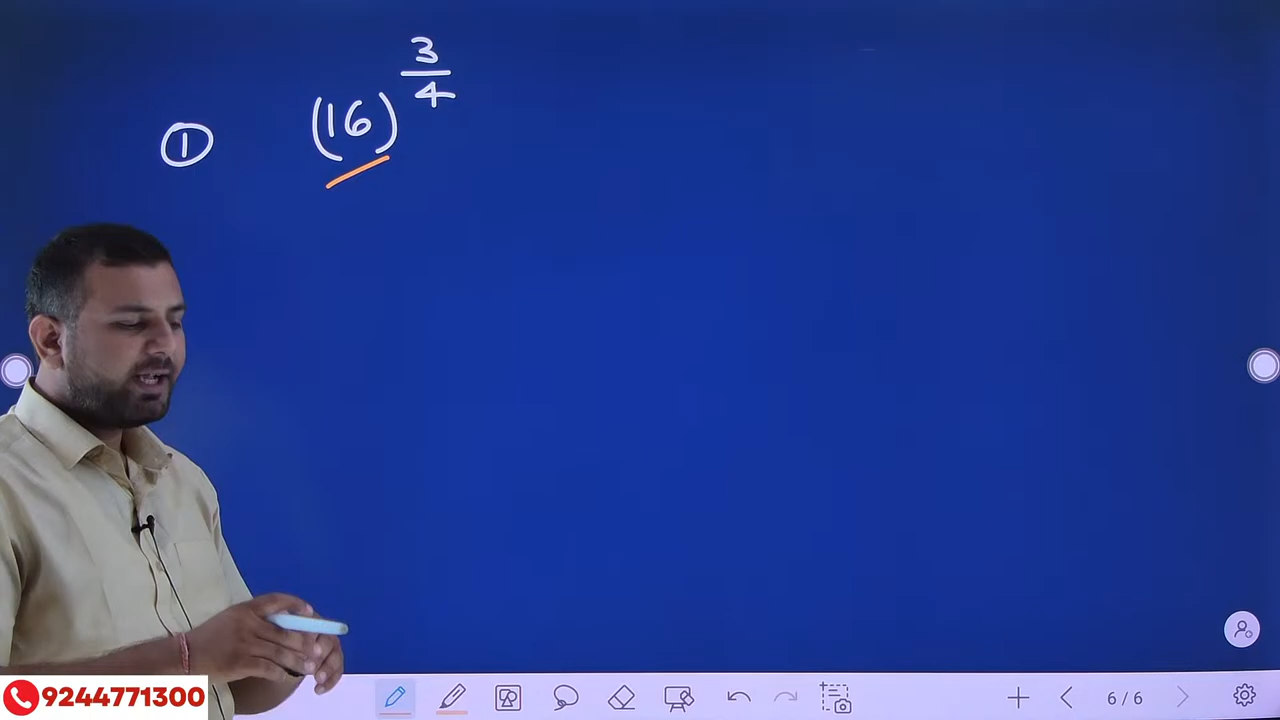 ① (16)^(3/4)
9244771300
6 / 6